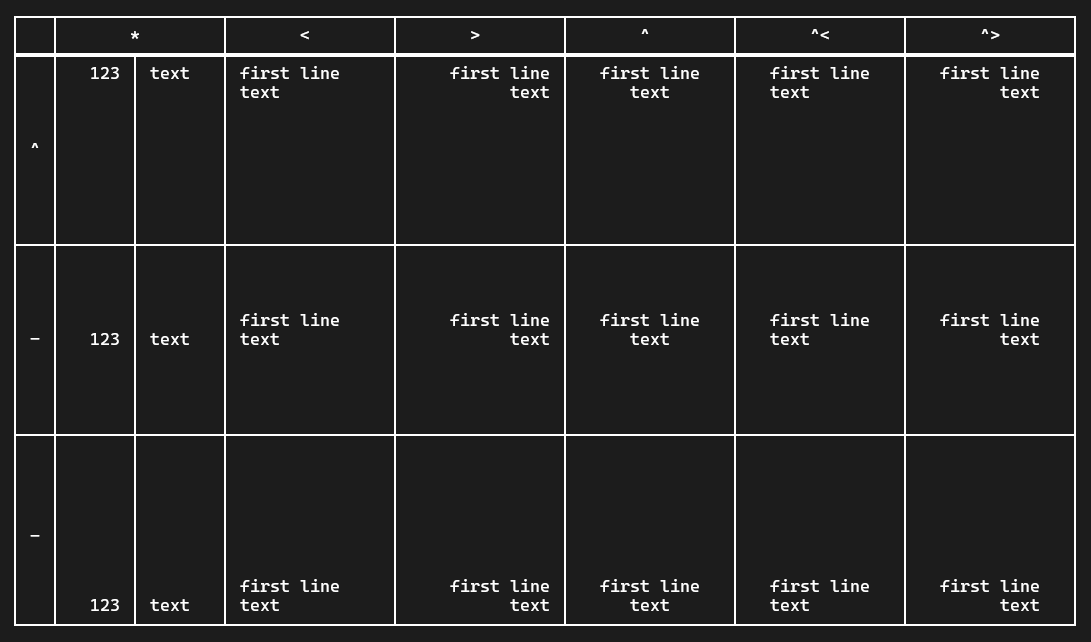 * < > ^ ^< ^>
123 text first line first line first line first line first line
text text text text text
^
first line first line first line first line first line
– 123 text text text text text text
_
first line first line first line first line first line
123 text text text text text text